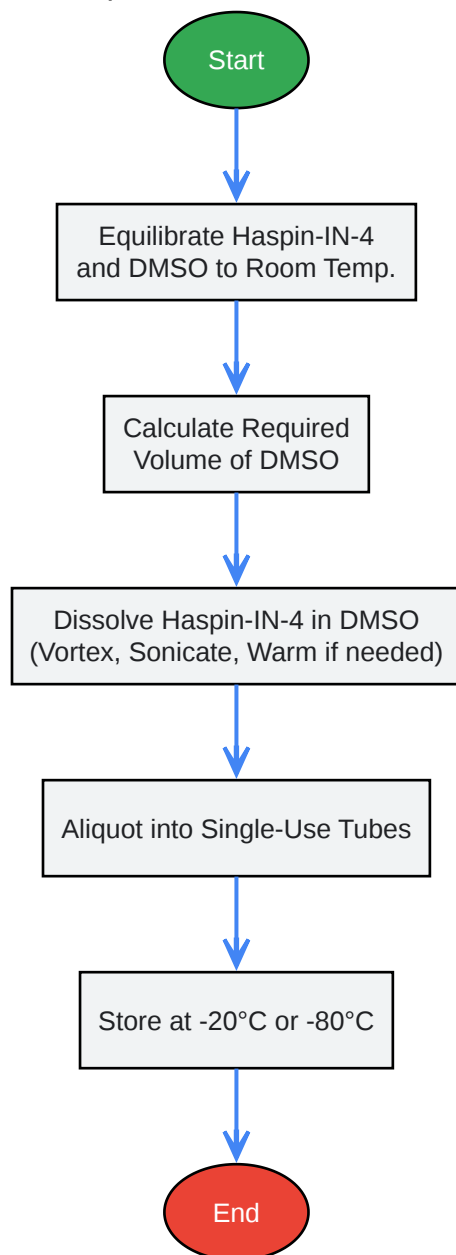 Start
Equilibrate Haspin-IN-4
and DMSO to Room Temp.
Calculate Required
Volume of DMSO
Dissolve Haspin-IN-4 in DMSO
(Vortex, Sonicate, Warm if needed)
Aliquot into Single-Use Tubes
Store at -20°C or -80°C
End